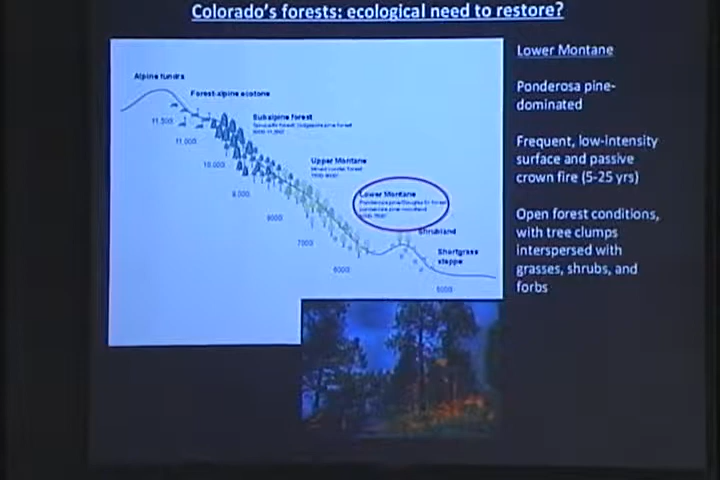 Colorado's forests: ecological need to restore?
Alpine tundra
Forest-alpine ecotone
11,500
Subalpine forest
11,000
10,000
Upper Montane
9,000
Lower Montane
8000
Shrubland
7000
Shortgrass
steppe
6000
5000
Lower Montane
Ponderosa pine-
dominated
Frequent, low-intensity
surface and passive
crown fire (5-25 yrs)
Open forest conditions,
with tree clumps
interspersed with
grasses, shrubs, and
forbs